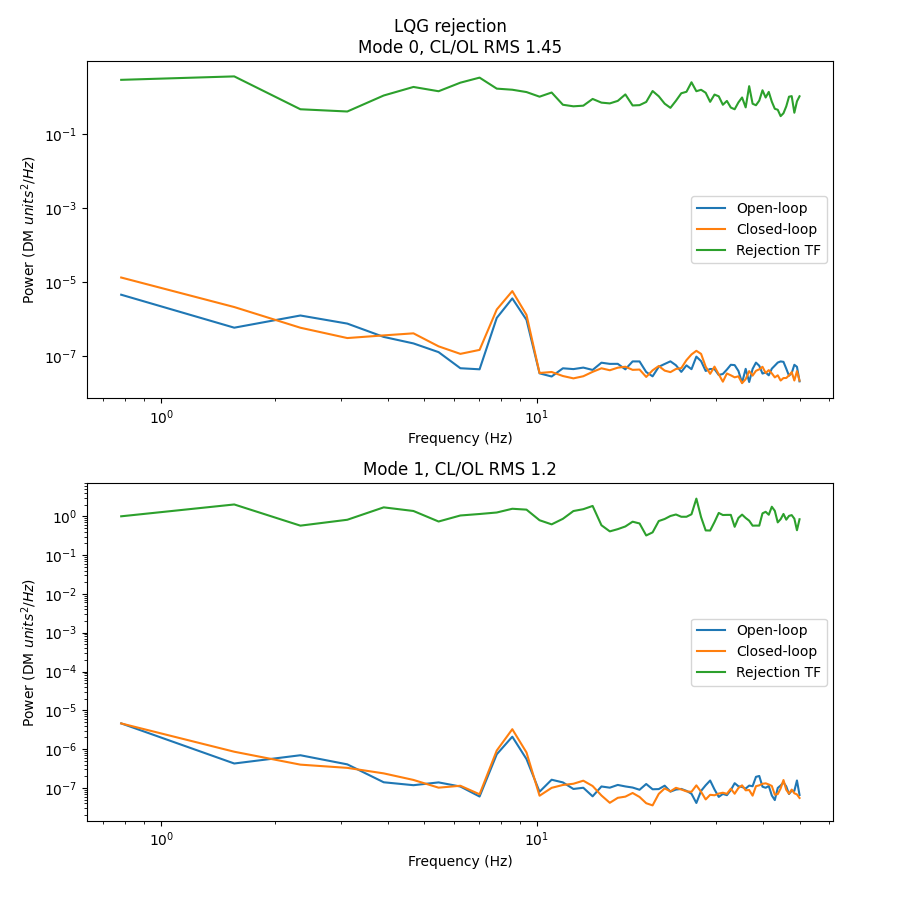 LQG rejection
Mode 0, CL/OL RMS 1.45
Power (DM units²/Hz)
10⁻¹
10⁻³
10⁻⁵
10⁻⁷
Open-loop
Closed-loop
Rejection TF
10⁰
10¹
Frequency (Hz)
Mode 1, CL/OL RMS 1.2
Power (DM units²/Hz)
10⁰
10⁻¹
10⁻²
10⁻³
10⁻⁴
10⁻⁵
10⁻⁶
10⁻⁷
Open-loop
Closed-loop
Rejection TF
10⁰
10¹
Frequency (Hz)